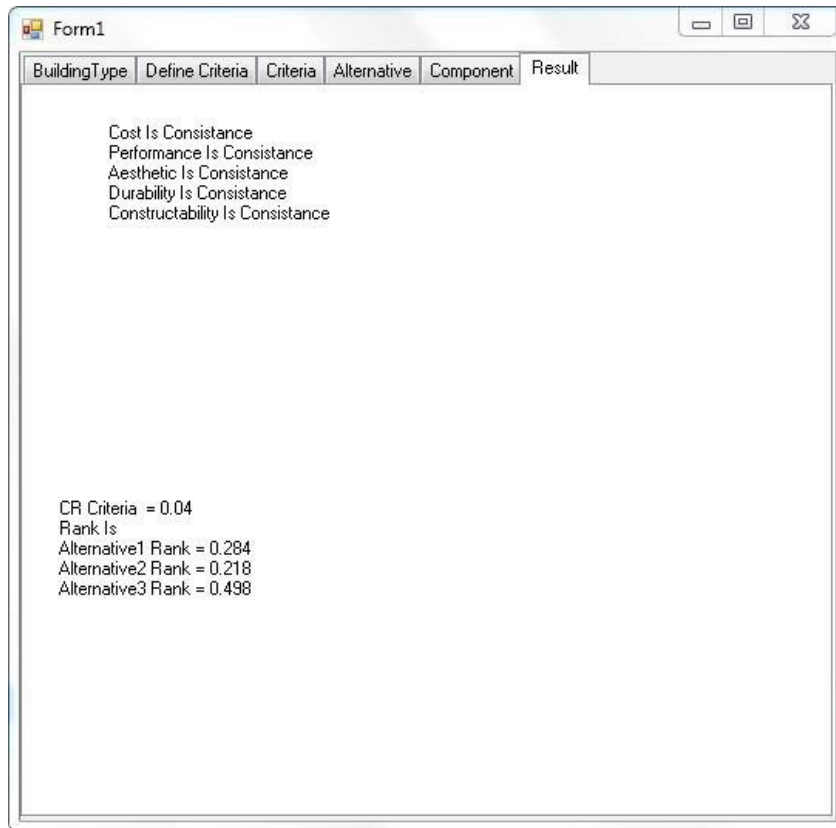 Form1
BuildingType Define Criteria Criteria Alternative Component Result
Cost Is Consistance
Performance Is Consistance
Aesthetic Is Consistance
Durability Is Consistance
Constructability Is Consistance
CR Criteria = 0.04
Rank Is
Alternative1 Rank = 0.284
Alternative2 Rank = 0.218
Alternative3 Rank = 0.498